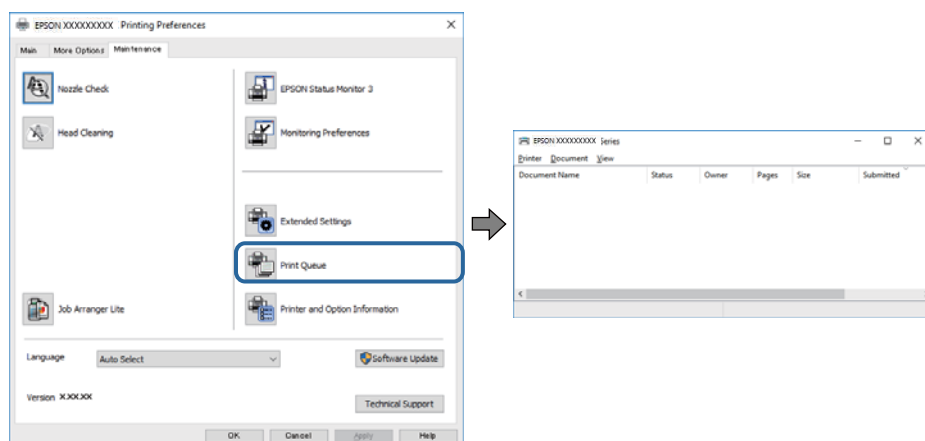 EPSON XXXXXXXXX Printing Preferences
Main More Options Maintenance
Nozzle Check
EPSON Status Monitor 3
Head Cleaning
Monitoring Preferences
Extended Settings
Print Queue
Job Arranger Lite
Printer and Option Information
Language Auto Select
Software Update
Version X.XX.XX
Technical Support
OK Cancel Apply Help
EPSON XXXXXXXXX Series
Printer Document View
Document Name Status Owner Pages Size Submitted